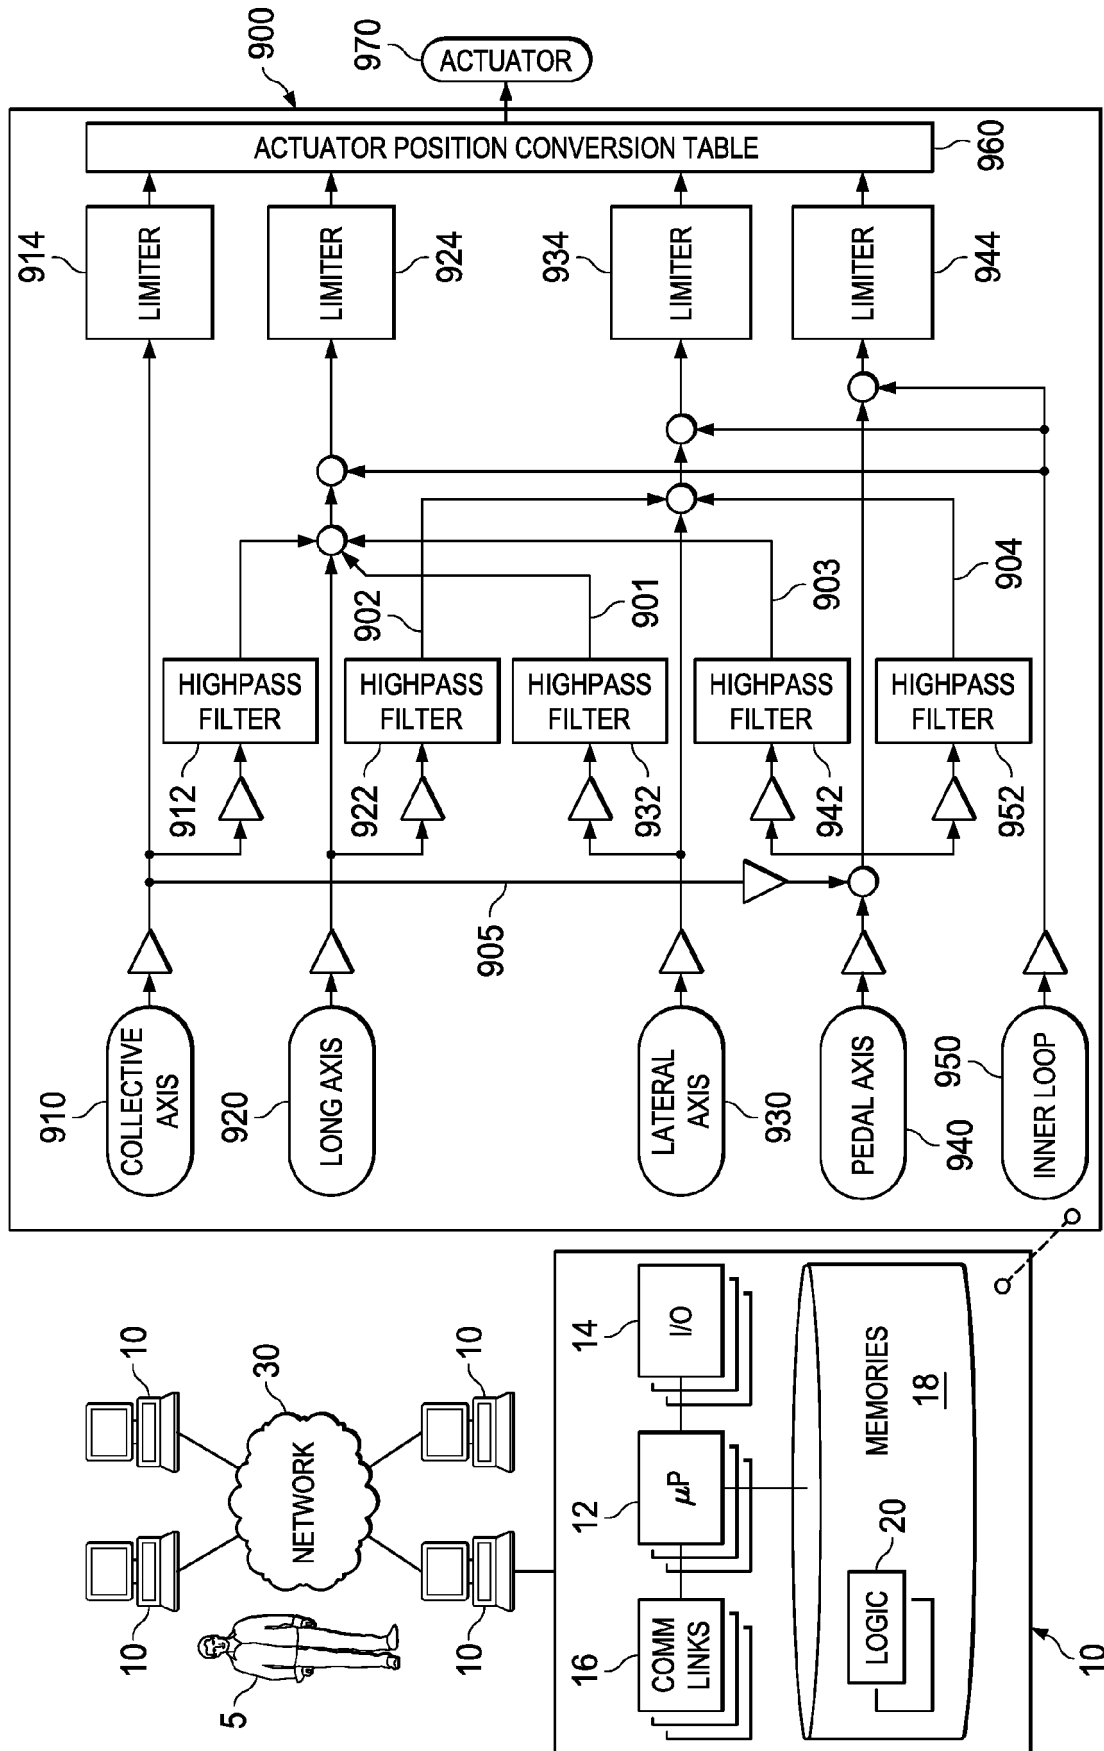 900
970
ACTUATOR
ACTUATOR POSITION CONVERSION TABLE
960
914
LIMITER
924
LIMITER
934
LIMITER
944
LIMITER
902
901
903
904
HIGHPASS
FILTER
912
HIGHPASS
FILTER
922
HIGHPASS
FILTER
932
HIGHPASS
FILTER
942
HIGHPASS
FILTER
952
905
910
COLLECTIVE
AXIS
920
LONG AXIS
LATERAL
AXIS
930
PEDAL AXIS
940
950
INNER LOOP
10
10
30
NETWORK
10
10
5
14
I/O
12
μP
16
COMM
LINKS
MEMORIES
18
20
LOGIC
10